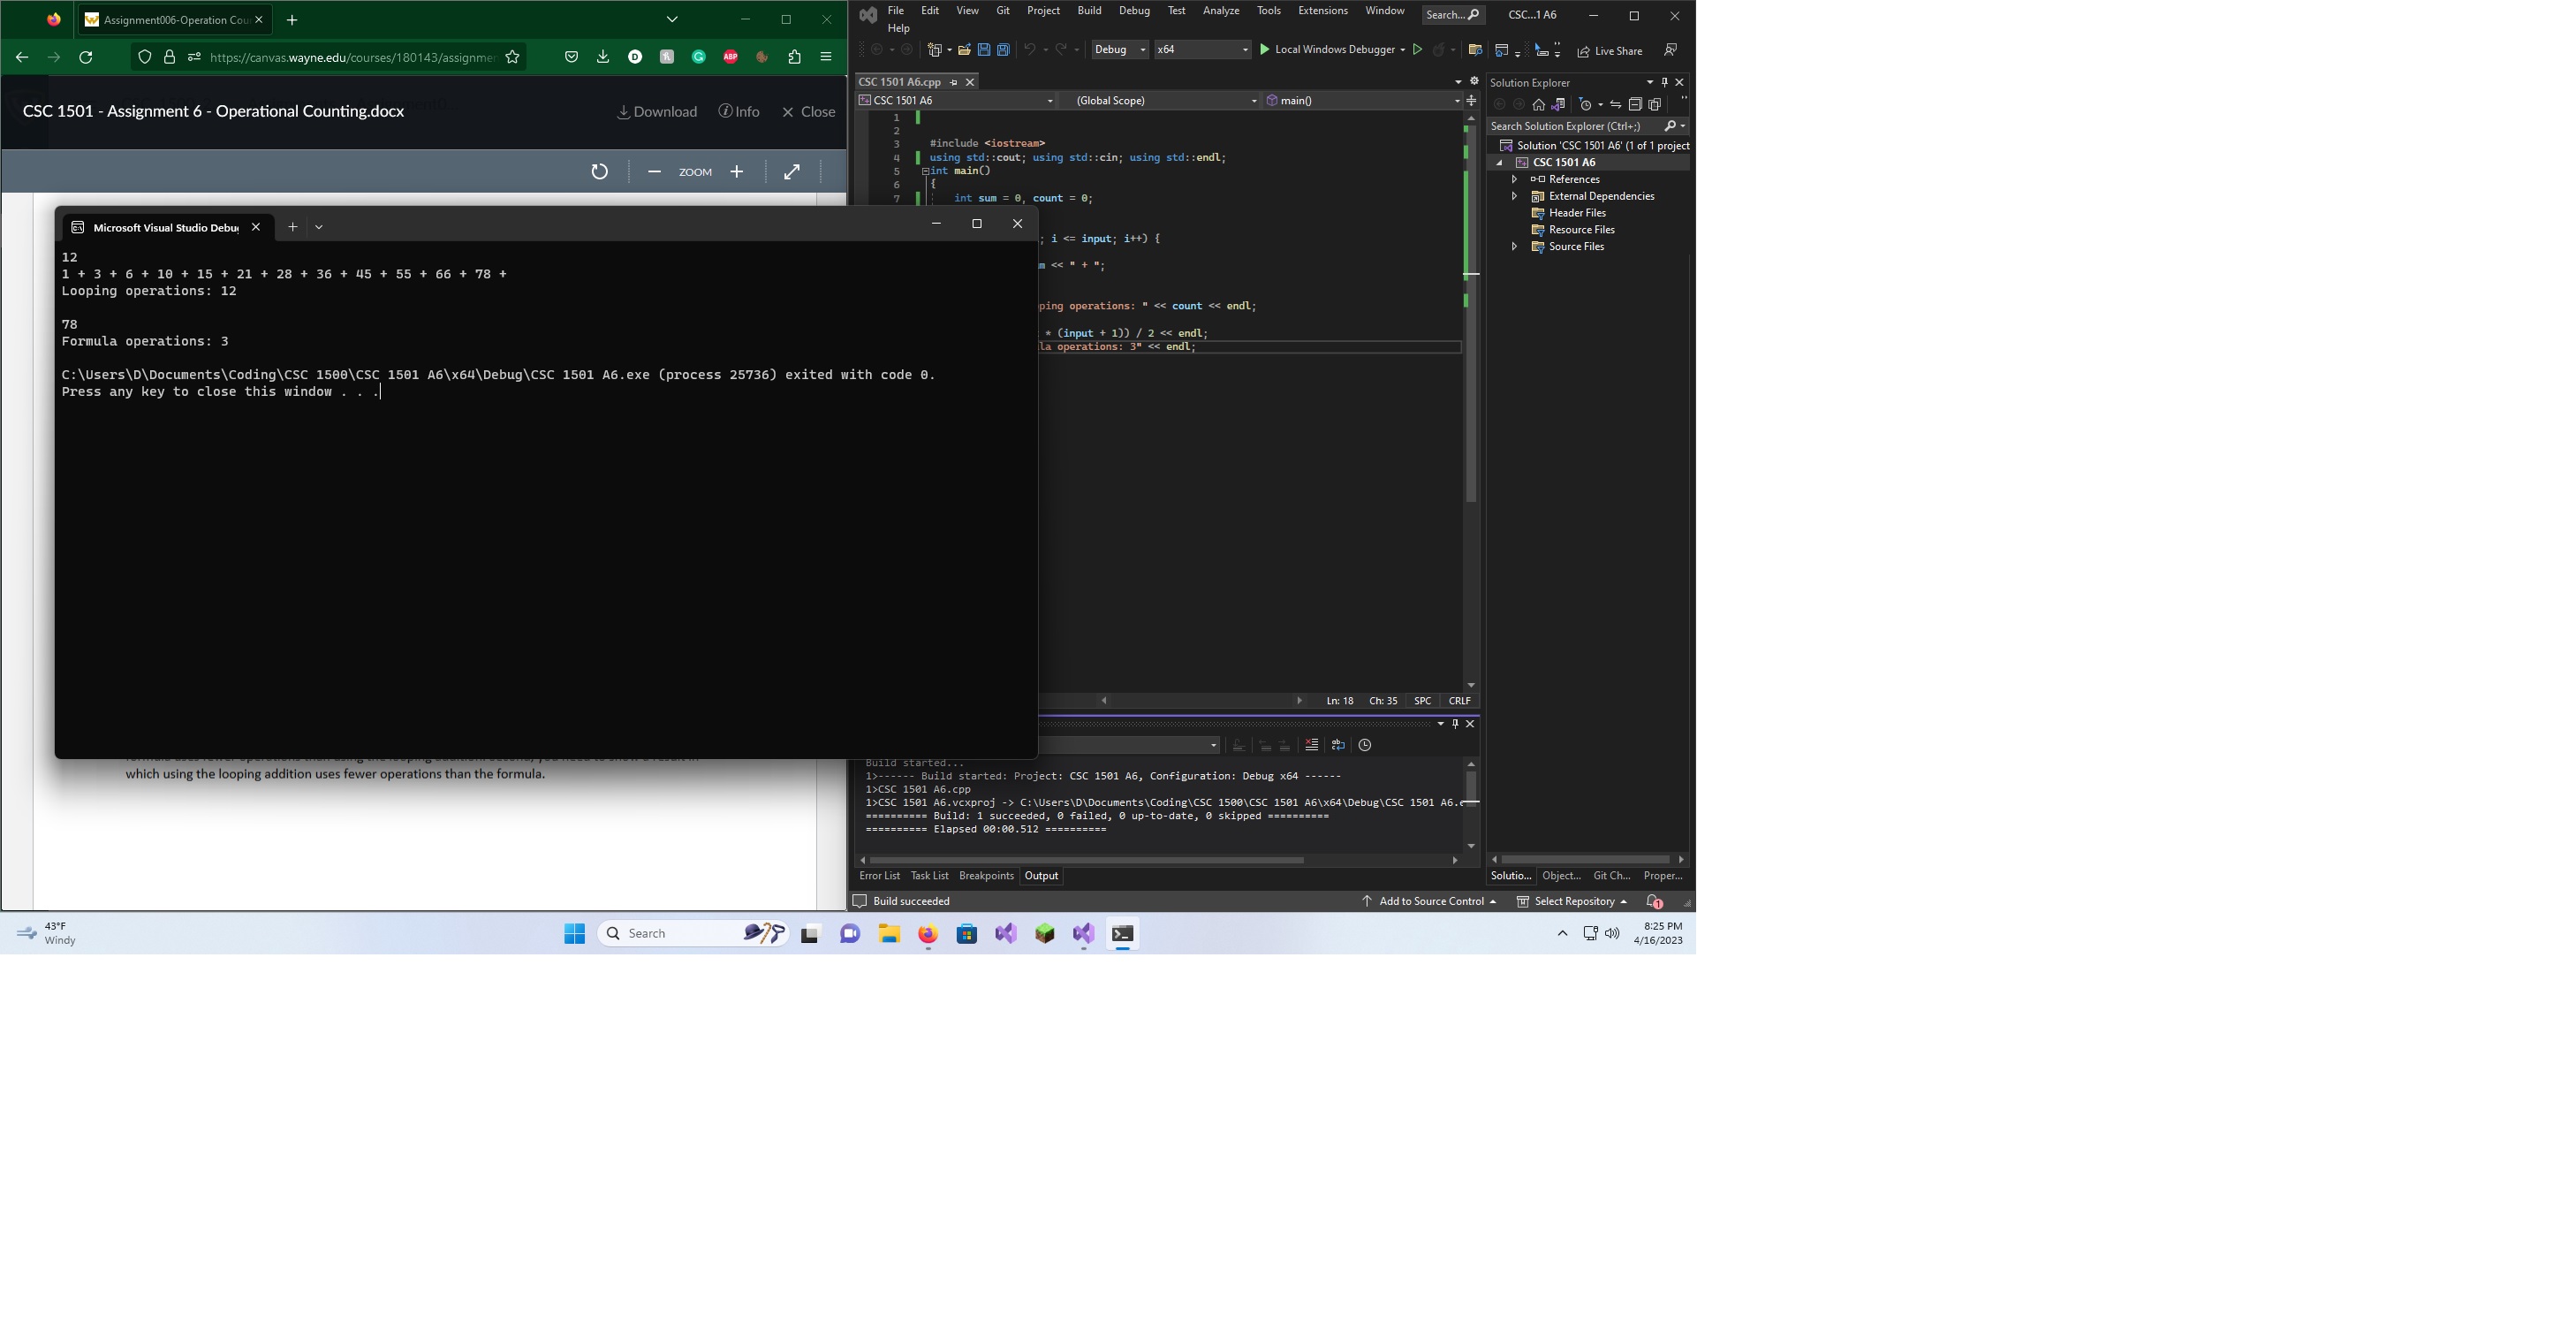 Assignment006-Operation Cou
https://canvas.wayne.edu/courses/180143/assignmen
CSC 1501 - Assignment 6 - Operational Counting.docx
Download
Info
Close
ZOOM
Microsoft Visual Studio Debu
12
1 + 3 + 6 + 10 + 15 + 21 + 28 + 36 + 45 + 55 + 66 + 78 +
Looping operations: 12
78
Formula operations: 3
C:\Users\D\Documents\Coding\CSC 1500\CSC 1501 A6\x64\Debug\CSC 1501 A6.exe (process 25736) exited with code 0.
Press any key to close this window . . .
which using the looping addition uses fewer operations than the formula.
File Edit View Git Project Build Debug Test Analyze Tools Extensions Window
Help
Search...
CSC...1 A6
Debug
x64
Local Windows Debugger
Live Share
CSC 1501 A6.cpp
CSC 1501 A6
(Global Scope)
main()
1
2
3 #include <iostream>
4 using std::cout; using std::cin; using std::endl;
5 int main()
6 {
7 int sum = 0, count = 0;
; i <= input; i++) {
m << " + ";
ping operations: " << count << endl;
* (input + 1)) / 2 << endl;
la operations: 3" << endl;
Ln: 18 Ch: 35 SPC CRLF
Build started...
1>------ Build started: Project: CSC 1501 A6, Configuration: Debug x64 ------
1>CSC 1501 A6.cpp
1>CSC 1501 A6.vcxproj -> C:\Users\D\Documents\Coding\CSC 1500\CSC 1501 A6\x64\Debug\CSC 1501 A6.e
========== Build: 1 succeeded, 0 failed, 0 up-to-date, 0 skipped ==========
========== Elapsed 00:00.512 ==========
Error List Task List Breakpoints Output
Build succeeded
Add to Source Control
Select Repository
1
Solution Explorer
Search Solution Explorer (Ctrl+;)
Solution 'CSC 1501 A6' (1 of 1 project
CSC 1501 A6
References
External Dependencies
Header Files
Resource Files
Source Files
Solutio... Object... Git Ch... Proper...
43°F
Windy
Search
8:25 PM
4/16/2023